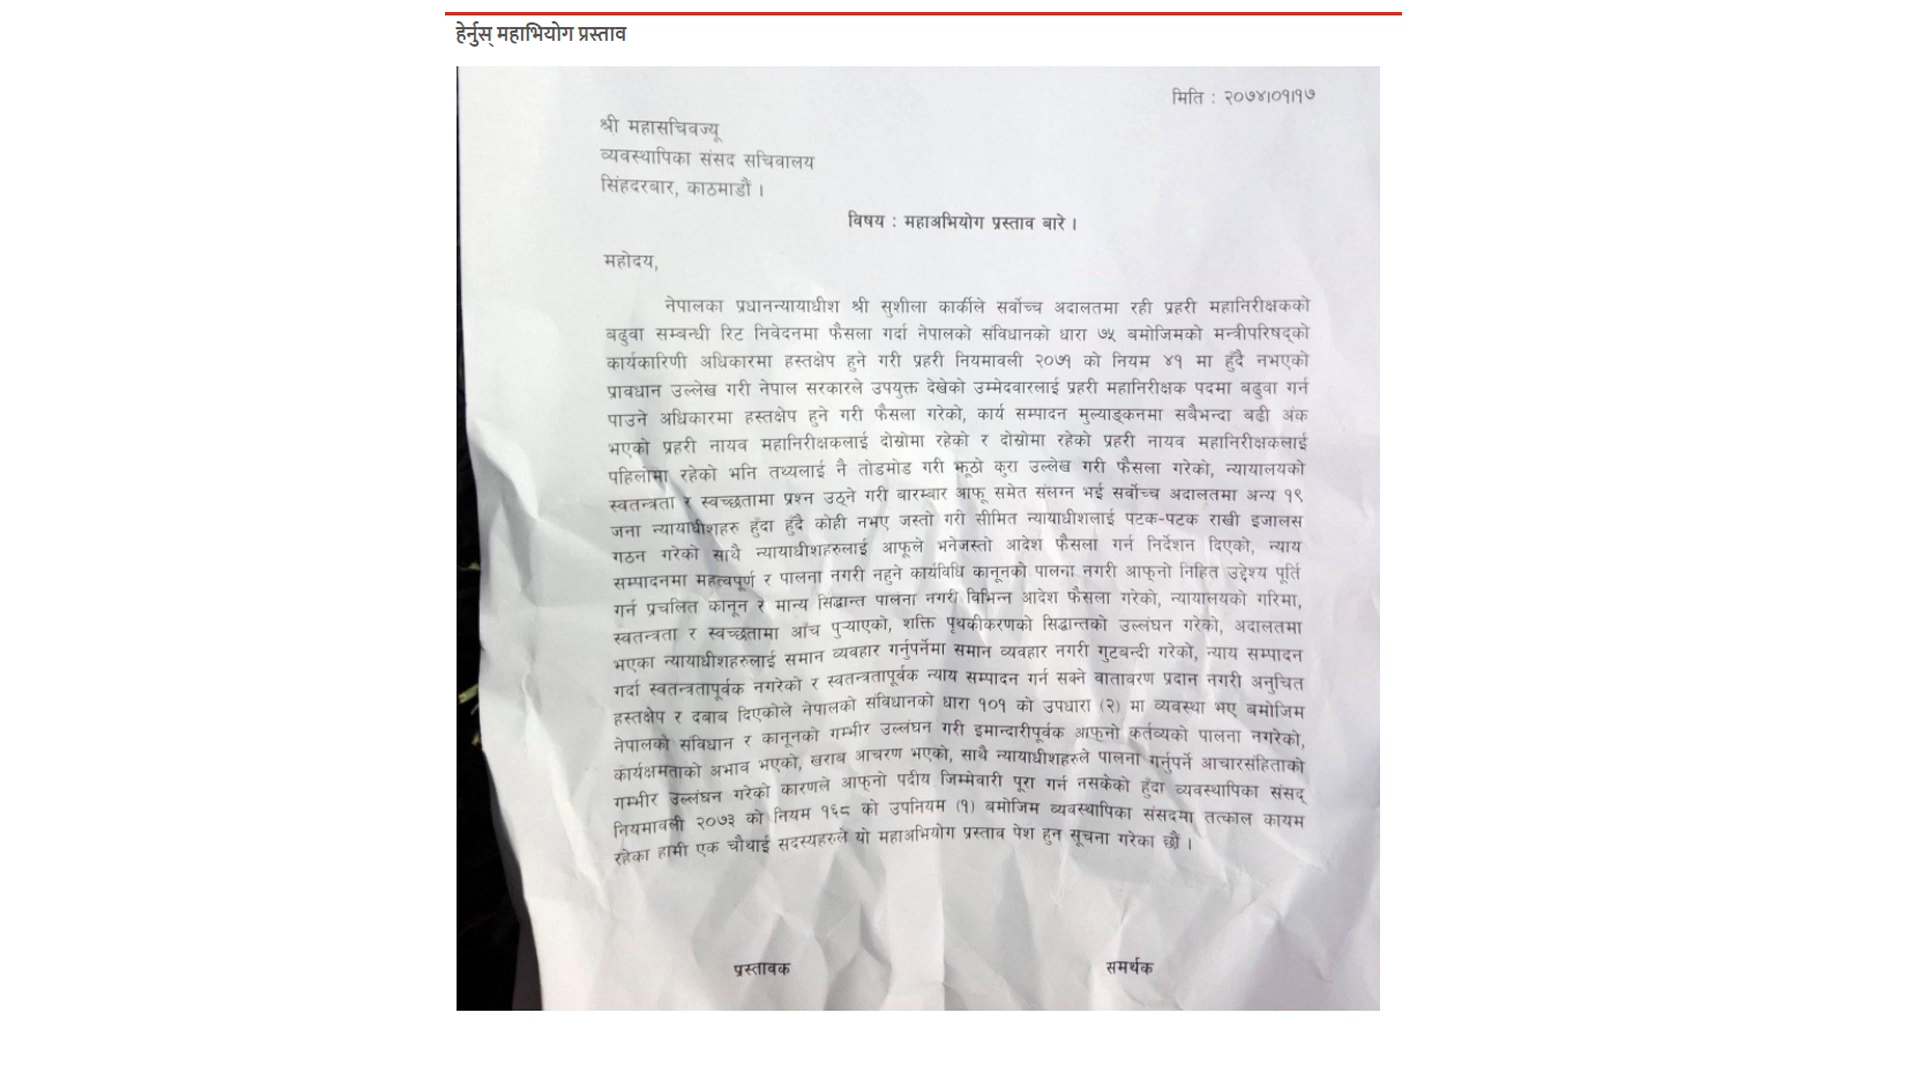 हेर्नुस् महाभियोग प्रस्ताव
मिति : २०७४।०१।१७
श्री महासचिवज्यू
व्यवस्थापिका संसद सचिवालय
सिंहदरबार, काठमाडौं ।
विषय : महाअभियोग प्रस्ताव बारे ।
महोदय,
नेपालका प्रधानन्यायाधीश श्री सुशीला कार्कीले सर्वोच्च अदालतमा रही प्रहरी महानिरीक्षकको
बढुवा सम्बन्धी रिट निवेदनमा फैसला गर्दा नेपालको संविधानको धारा ७५ बमोजिमको मन्त्रीपरिषद्को
कार्यकारिणी अधिकारमा हस्तक्षेप हुने गरी प्रहरी नियमावली २०७१ को नियम ४१ मा हुँदै नभएको
प्रावधान उल्लेख गरी नेपाल सरकारले उपयुक्त देखेको उम्मेदवारलाई प्रहरी महानिरीक्षक पदमा बढुवा गर्न
पाउने अधिकारमा हस्तक्षेप हुने गरी फैसला गरेको, कार्य सम्पादन मुल्याङ्कनमा सबैभन्दा बढी अंक
भएको प्रहरी नायव महानिरीक्षकलाई दोस्रोमा रहेको र दोस्रोमा रहेको प्रहरी नायव महानिरीक्षकलाई
पहिलोमा रहेको भनि तथ्यलाई नै तोडमोड गरी झूठो कुरा उल्लेख गरी फैसला गरेको, न्यायालयको
स्वतन्त्रता र स्वच्छतामा प्रश्न उठ्ने गरी बारम्बार आफू समेत संलग्न भई सर्वोच्च अदालतमा अन्य १९
जना न्यायाधीशहरु हुँदा हुँदै कोही नभए जस्तो गरी सीमित न्यायाधीशलाई पटक-पटक राखी इजालस
गठन गरेको साथै न्यायाधीशहरुलाई आफूले भनेजस्तो आदेश फैसला गर्न निर्देशन दिएको, न्याय
सम्पादनमा महत्वपूर्ण र पालना नगरी नहुने कार्यविधि कानूनको पालना नगरी आफ्नो निहित उद्देश्य पूर्ति
गर्न प्रचलित कानून र मान्य सिद्धान्त पालना नगरी विभिन्न आदेश फैसला गरेको, न्यायालयको गरिमा,
स्वतन्त्रता र स्वच्छतामा आँच पुर्‍याएको, शक्ति पृथकीकरणको सिद्धान्तको उल्लंघन गरेको, अदालतमा
भएका न्यायाधीशहरुलाई समान व्यवहार गर्नुपर्नेमा समान व्यवहार नगरी गुटबन्दी गरेको, न्याय सम्पादन
गर्दा स्वतन्त्रतापूर्वक नगरेको र स्वतन्त्रतापूर्वक न्याय सम्पादन गर्न सक्ने वातावरण प्रदान नगरी अनुचित
हस्तक्षेप र दबाब दिएकोले नेपालको संविधानको धारा १०१ को उपधारा (२) मा व्यवस्था भए बमोजिम
नेपालको संविधान र कानूनको गम्भीर उल्लंघन गरी इमान्दारीपूर्वक आफ्नो कर्तव्यको पालना नगरेको,
कार्यक्षमताको अभाव भएको, खराब आचरण भएको, साथै न्यायाधीशहरुले पालना गर्नुपर्ने आचारसंहिताको
गम्भीर उल्लंघन गरेको कारणले आफ्नो पदीय जिम्मेवारी पूरा गर्न नसकेको हुँदा व्यवस्थापिका संसद्
नियमावली २०७३ को नियम १६८ को उपनियम (१) बमोजिम व्यवस्थापिका संसदमा तत्काल कायम
रहेका हामी एक चौथाई सदस्यहरुले यो महाअभियोग प्रस्ताव पेश हुन सूचना गरेका छौं ।
प्रस्तावक समर्थक